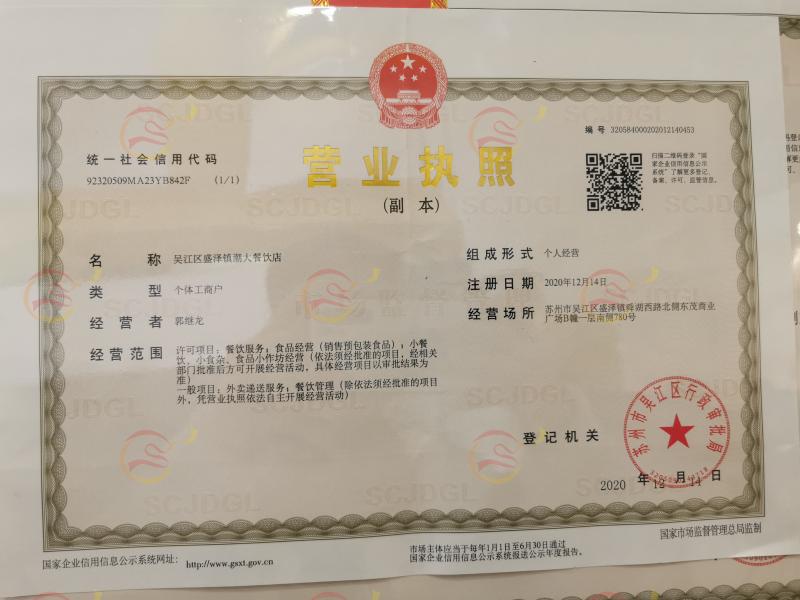 编号 320584000202012140453
统一社会信用代码
92320509MA23YB842F (1/1)
营业执照
(副本)
扫描二维码登录“国
家企业信用信息公示
系统”了解更多登记、
备案、许可、监管信息。
名称 吴江区盛泽镇潮大餐饮店
类型 个体工商户
经营者 郭继龙
经营范围 许可项目：餐饮服务；食品经营（销售预包装食品）；小餐
饮、小食杂、食品小作坊经营（依法须经批准的项目，经相关
部门批准后方可开展经营活动，具体经营项目以审批结果为
准）
一般项目：外卖递送服务；餐饮管理（除依法须经批准的项目
外，凭营业执照依法自主开展经营活动）
组成形式 个人经营
注册日期 2020年12月14日
经营场所 苏州市吴江区盛泽镇舜湖西路北侧东茂商业
广场B幢一层南侧780号
登记机关
苏州市吴江区行政审批局
2020 年 12 月 14 日
国家企业信用信息公示系统网址： http://www.gsxt.gov.cn
市场主体应当于每年1月1日至6月30日通过
国家企业信用信息公示系统报送公示年度报告。
国家市场监督管理总局监制
SCJDGL